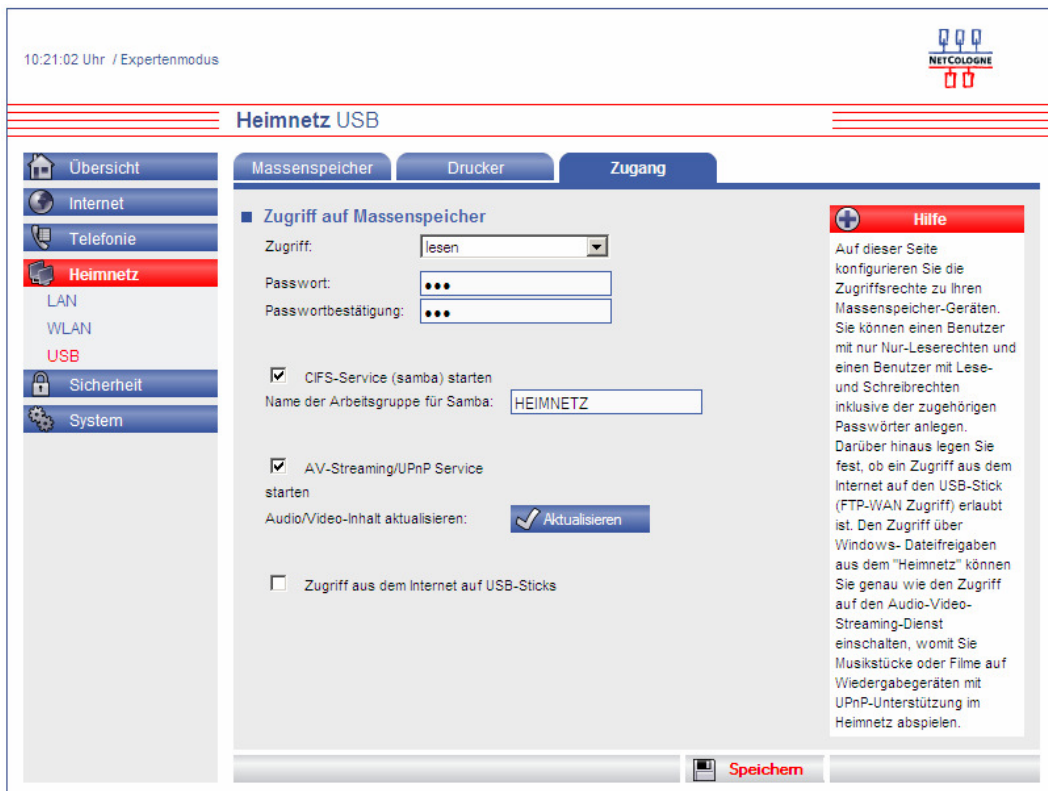 10:21:02 Uhr / Expertenmodus
NETCOLOGNE
Heimnetz USB
Übersicht
Internet
Telefonie
Heimnetz
LAN
WLAN
USB
Sicherheit
System
Massenspeicher
Drucker
Zugang
Zugriff auf Massenspeicher
Zugriff:
lesen
Passwort:
●●●
Passwortbestätigung:
●●●
CIFS-Service (samba) starten
Name der Arbeitsgruppe für Samba:
HEIMNETZ
AV-Streaming/UPnP Service
starten
Audio/Video-Inhalt aktualisieren:
Aktualisieren
Zugriff aus dem Internet auf USB-Sticks
Hilfe
Auf dieser Seite
konfigurieren Sie die
Zugriffsrechte zu Ihren
Massenspeicher-Geräten.
Sie können einen Benutzer
mit nur Nur-Leserechten und
einen Benutzer mit Lese-
und Schreibrechten
inklusive der zugehörigen
Passwörter anlegen.
Darüber hinaus legen Sie
fest, ob ein Zugriff aus dem
Internet auf den USB-Stick
(FTP-WAN Zugriff) erlaubt
ist. Den Zugriff über
Windows- Dateifreigaben
aus dem "Heimnetz" können
Sie genau wie den Zugriff
auf den Audio-Video-
Streaming-Dienst
einschalten, womit Sie
Musikstücke oder Filme auf
Wiedergabegeräten mit
UPnP-Unterstützung im
Heimnetz abspielen.
Speichern